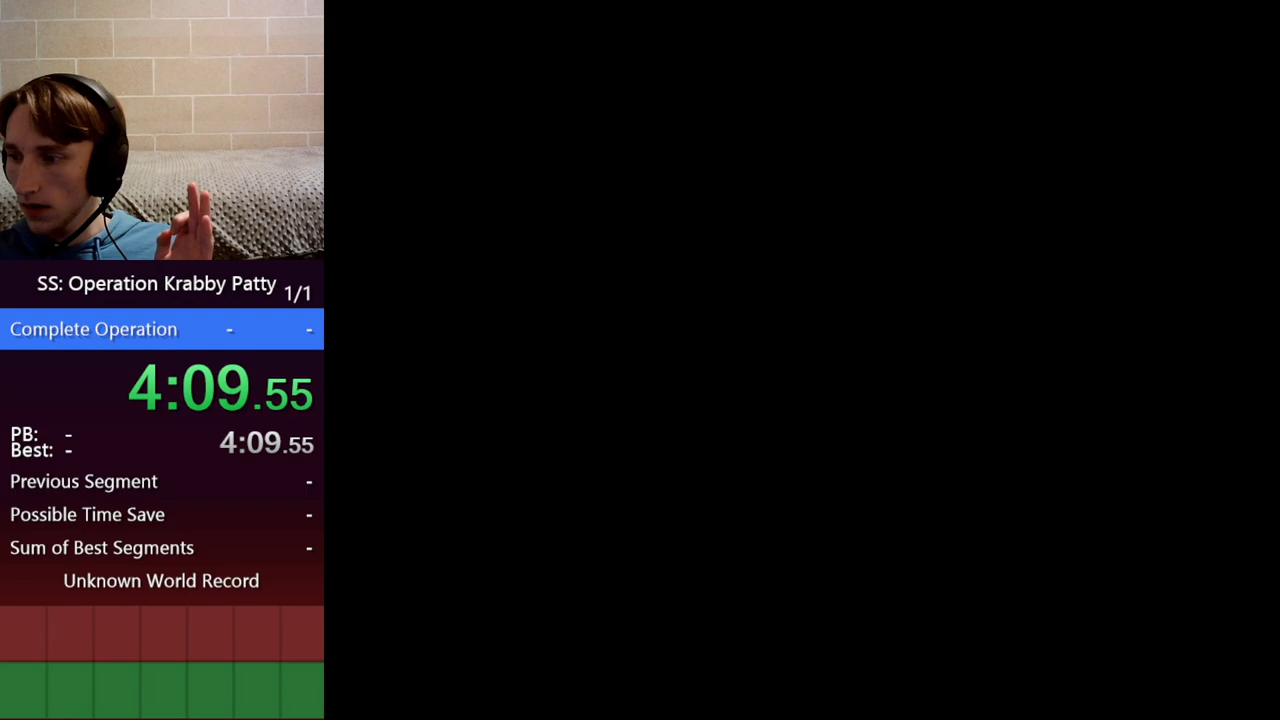 SS: Operation Krabby Patty
1/1
Complete Operation - -
4:09.55
PB: -
Best: -
4:09.55
Previous Segment -
Possible Time Save -
Sum of Best Segments -
Unknown World Record